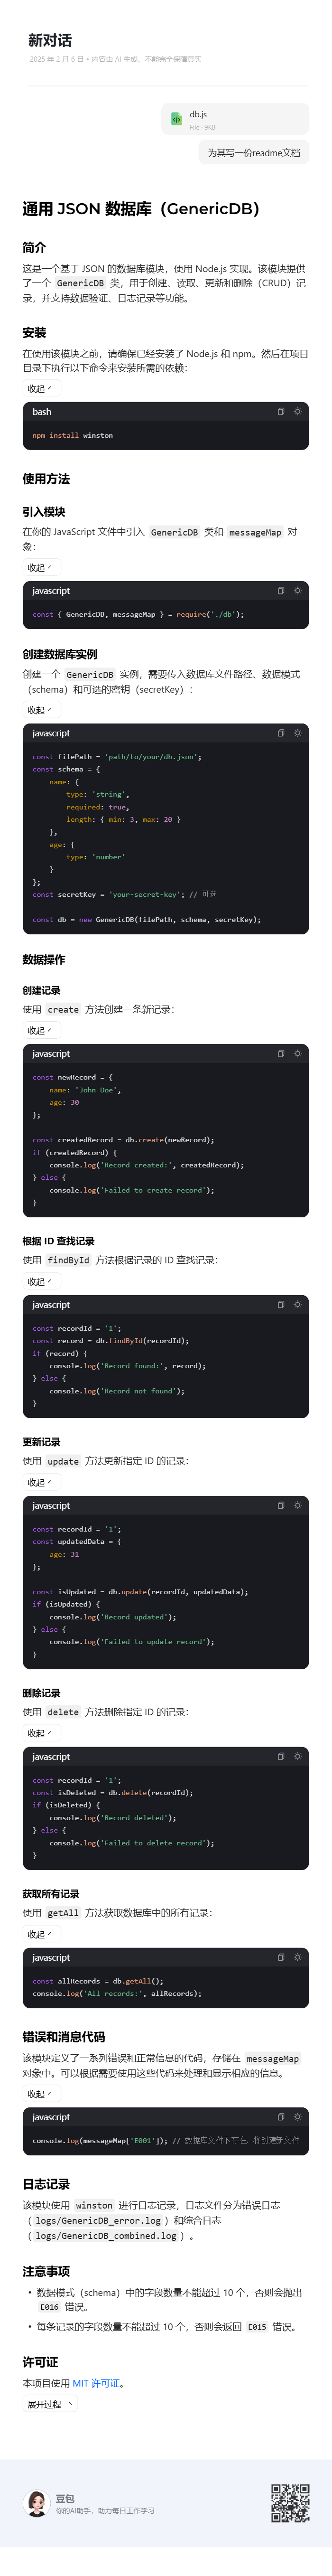 新对话
2025 年 2 月 6 日 • 内容由 AI 生成，不能完全保障真实
db.js
File · 9KB
为其写一份readme文档
通用 JSON 数据库（GenericDB）
简介
这是一个基于 JSON 的数据库模块，使用 Node.js 实现。该模块提供
了一个 GenericDB 类，用于创建、读取、更新和删除（CRUD）记
录，并支持数据验证、日志记录等功能。
安装
在使用该模块之前，请确保已经安装了 Node.js 和 npm。然后在项目
目录下执行以下命令来安装所需的依赖：
收起
bash
npm install winston
使用方法
引入模块
在你的 JavaScript 文件中引入 GenericDB 类和 messageMap 对
象：
收起
javascript
const { GenericDB, messageMap } = require('./db');
创建数据库实例
创建一个 GenericDB 实例，需要传入数据库文件路径、数据模式
（schema）和可选的密钥（secretKey）：
收起
javascript
const filePath = 'path/to/your/db.json';
const schema = {
    name: {
        type: 'string',
        required: true,
        length: { min: 3, max: 20 }
    },
    age: {
        type: 'number'
    }
};
const secretKey = 'your-secret-key'; // 可选
const db = new GenericDB(filePath, schema, secretKey);
数据操作
创建记录
使用 create 方法创建一条新记录：
收起
javascript
const newRecord = {
    name: 'John Doe',
    age: 30
};
const createdRecord = db.create(newRecord);
if (createdRecord) {
    console.log('Record created:', createdRecord);
} else {
    console.log('Failed to create record');
}
根据 ID 查找记录
使用 findById 方法根据记录的 ID 查找记录：
收起
javascript
const recordId = '1';
const record = db.findById(recordId);
if (record) {
    console.log('Record found:', record);
} else {
    console.log('Record not found');
}
更新记录
使用 update 方法更新指定 ID 的记录：
收起
javascript
const recordId = '1';
const updatedData = {
    age: 31
};
const isUpdated = db.update(recordId, updatedData);
if (isUpdated) {
    console.log('Record updated');
} else {
    console.log('Failed to update record');
}
删除记录
使用 delete 方法删除指定 ID 的记录：
收起
javascript
const recordId = '1';
const isDeleted = db.delete(recordId);
if (isDeleted) {
    console.log('Record deleted');
} else {
    console.log('Failed to delete record');
}
获取所有记录
使用 getAll 方法获取数据库中的所有记录：
收起
javascript
const allRecords = db.getAll();
console.log('All records:', allRecords);
错误和消息代码
该模块定义了一系列错误和正常信息的代码，存储在 messageMap
对象中。可以根据需要使用这些代码来处理和显示相应的信息。
收起
javascript
console.log(messageMap['E001']); // 数据库文件不存在，将创建新文件
日志记录
该模块使用 winston 进行日志记录，日志文件分为错误日志
（logs/GenericDB_error.log）和综合日志
（logs/GenericDB_combined.log）。
注意事项
• 数据模式（schema）中的字段数量不能超过 10 个，否则会抛出
E016 错误。
• 每条记录的字段数量不能超过 10 个，否则会返回 E015 错误。
许可证
本项目使用 MIT 许可证。
展开过程
豆包
你的AI助手，助力每日工作学习